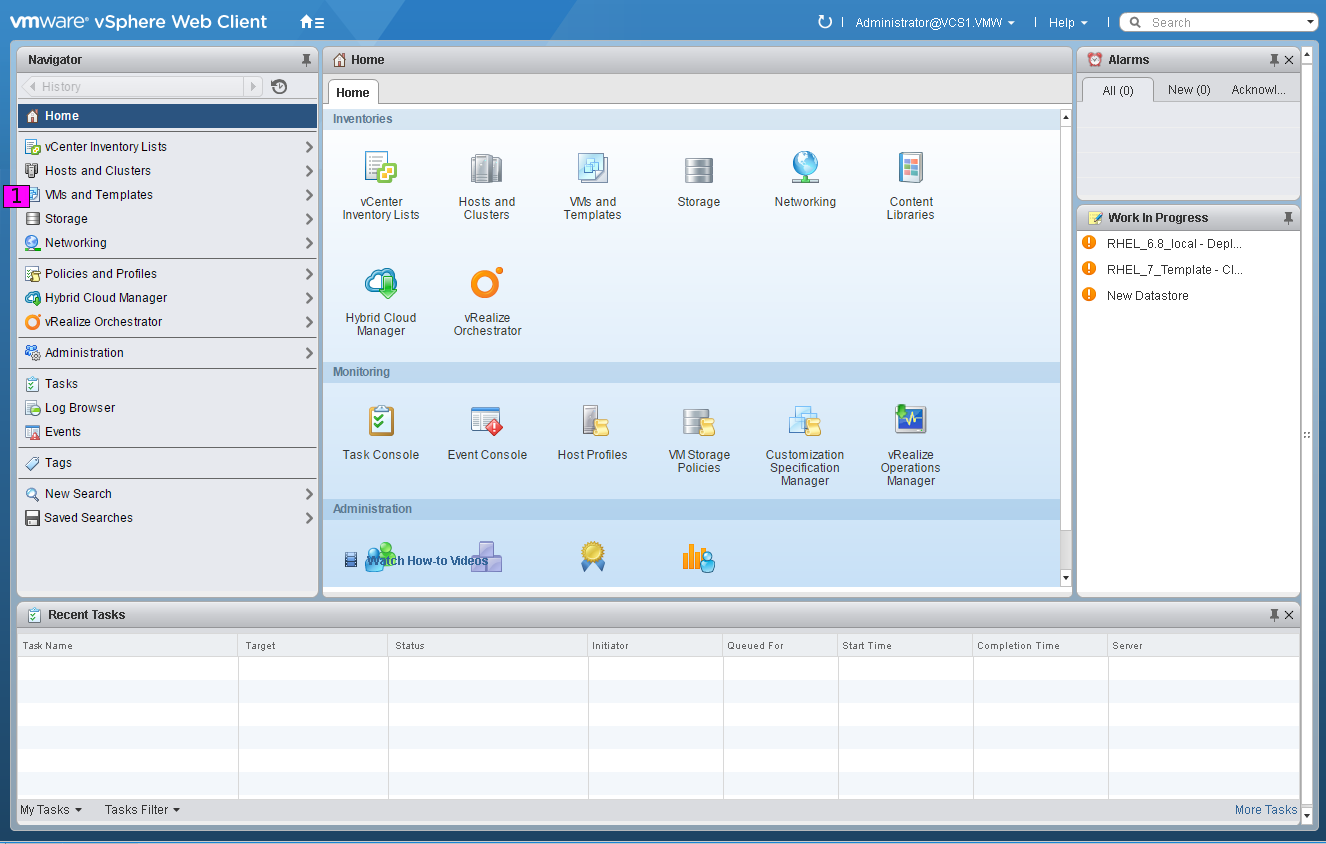 vmware® vSphere Web Client
Administrator@VCS1.VMW
Help
Search
Navigator
History
Home
vCenter Inventory Lists
Hosts and Clusters
1
VMs and Templates
Storage
Networking
Policies and Profiles
Hybrid Cloud Manager
vRealize Orchestrator
Administration
Tasks
Log Browser
Events
Tags
New Search
Saved Searches
Home
Home
Inventories
vCenter
Inventory Lists
Hosts and
Clusters
VMs and
Templates
Storage
Networking
Content
Libraries
Hybrid Cloud
Manager
vRealize
Orchestrator
Monitoring
Task Console
Event Console
Host Profiles
VM Storage
Policies
Customization
Specification
Manager
vRealize
Operations
Manager
Administration
Watch How-to Videos
Alarms
All (0)
New (0)
Acknowl...
Work In Progress
RHEL_6.8_local - Depl...
RHEL_7_Template - Cl...
New Datastore
Recent Tasks
Task Name Target Status Initiator Queued For Start Time Completion Time Server
My Tasks
Tasks Filter
More Tasks